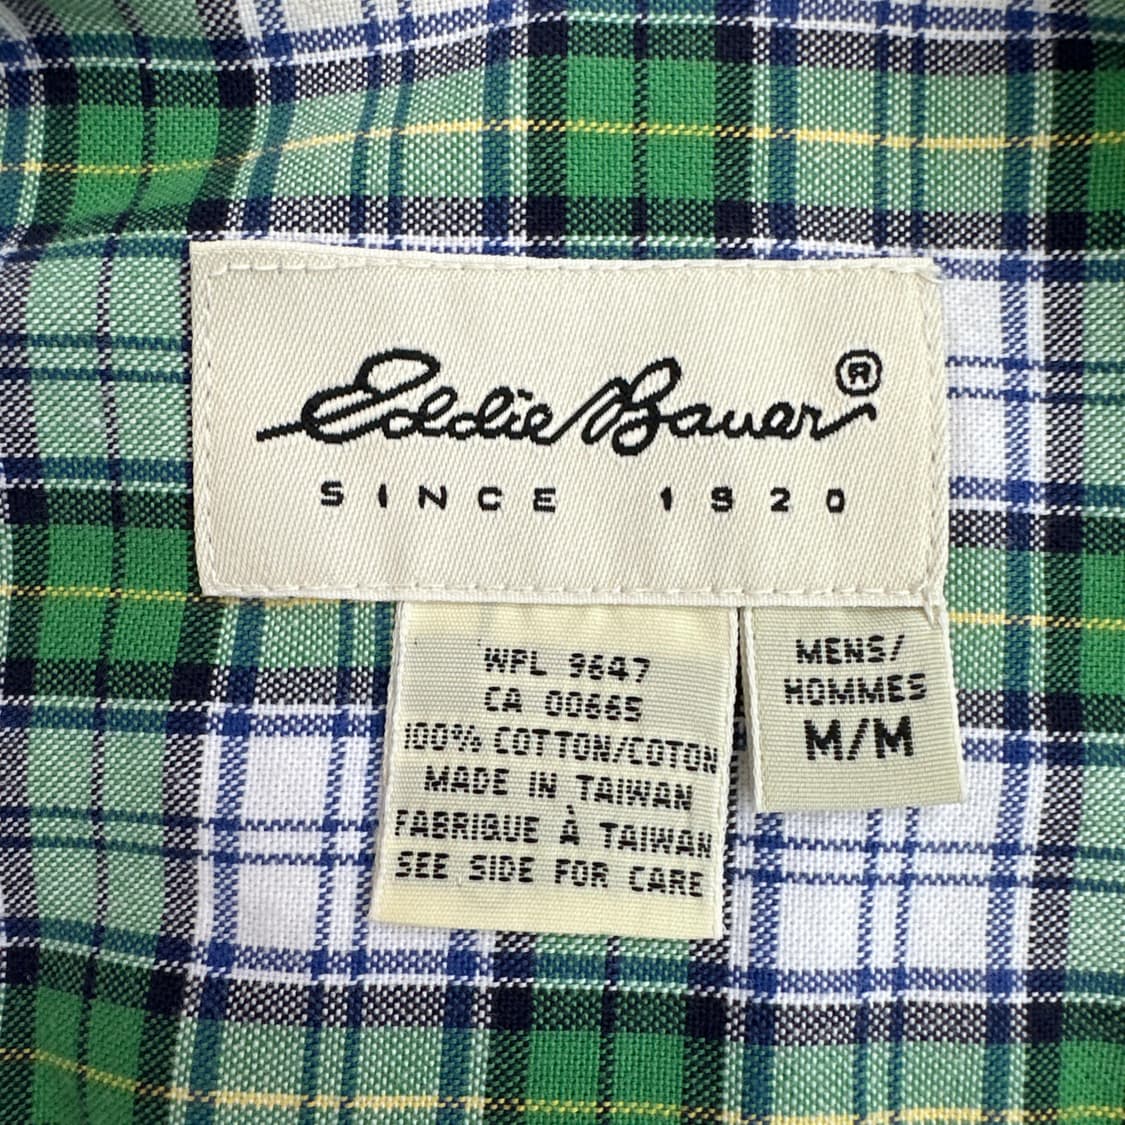 Eddie Bauer ®
SINCE 1920
WPL 9647
CA 00665
100% COTTON/COTON
MADE IN TAIWAN
FABRIQUE À TAIWAN
SEE SIDE FOR CARE
MENS/
HOMMES
M/M